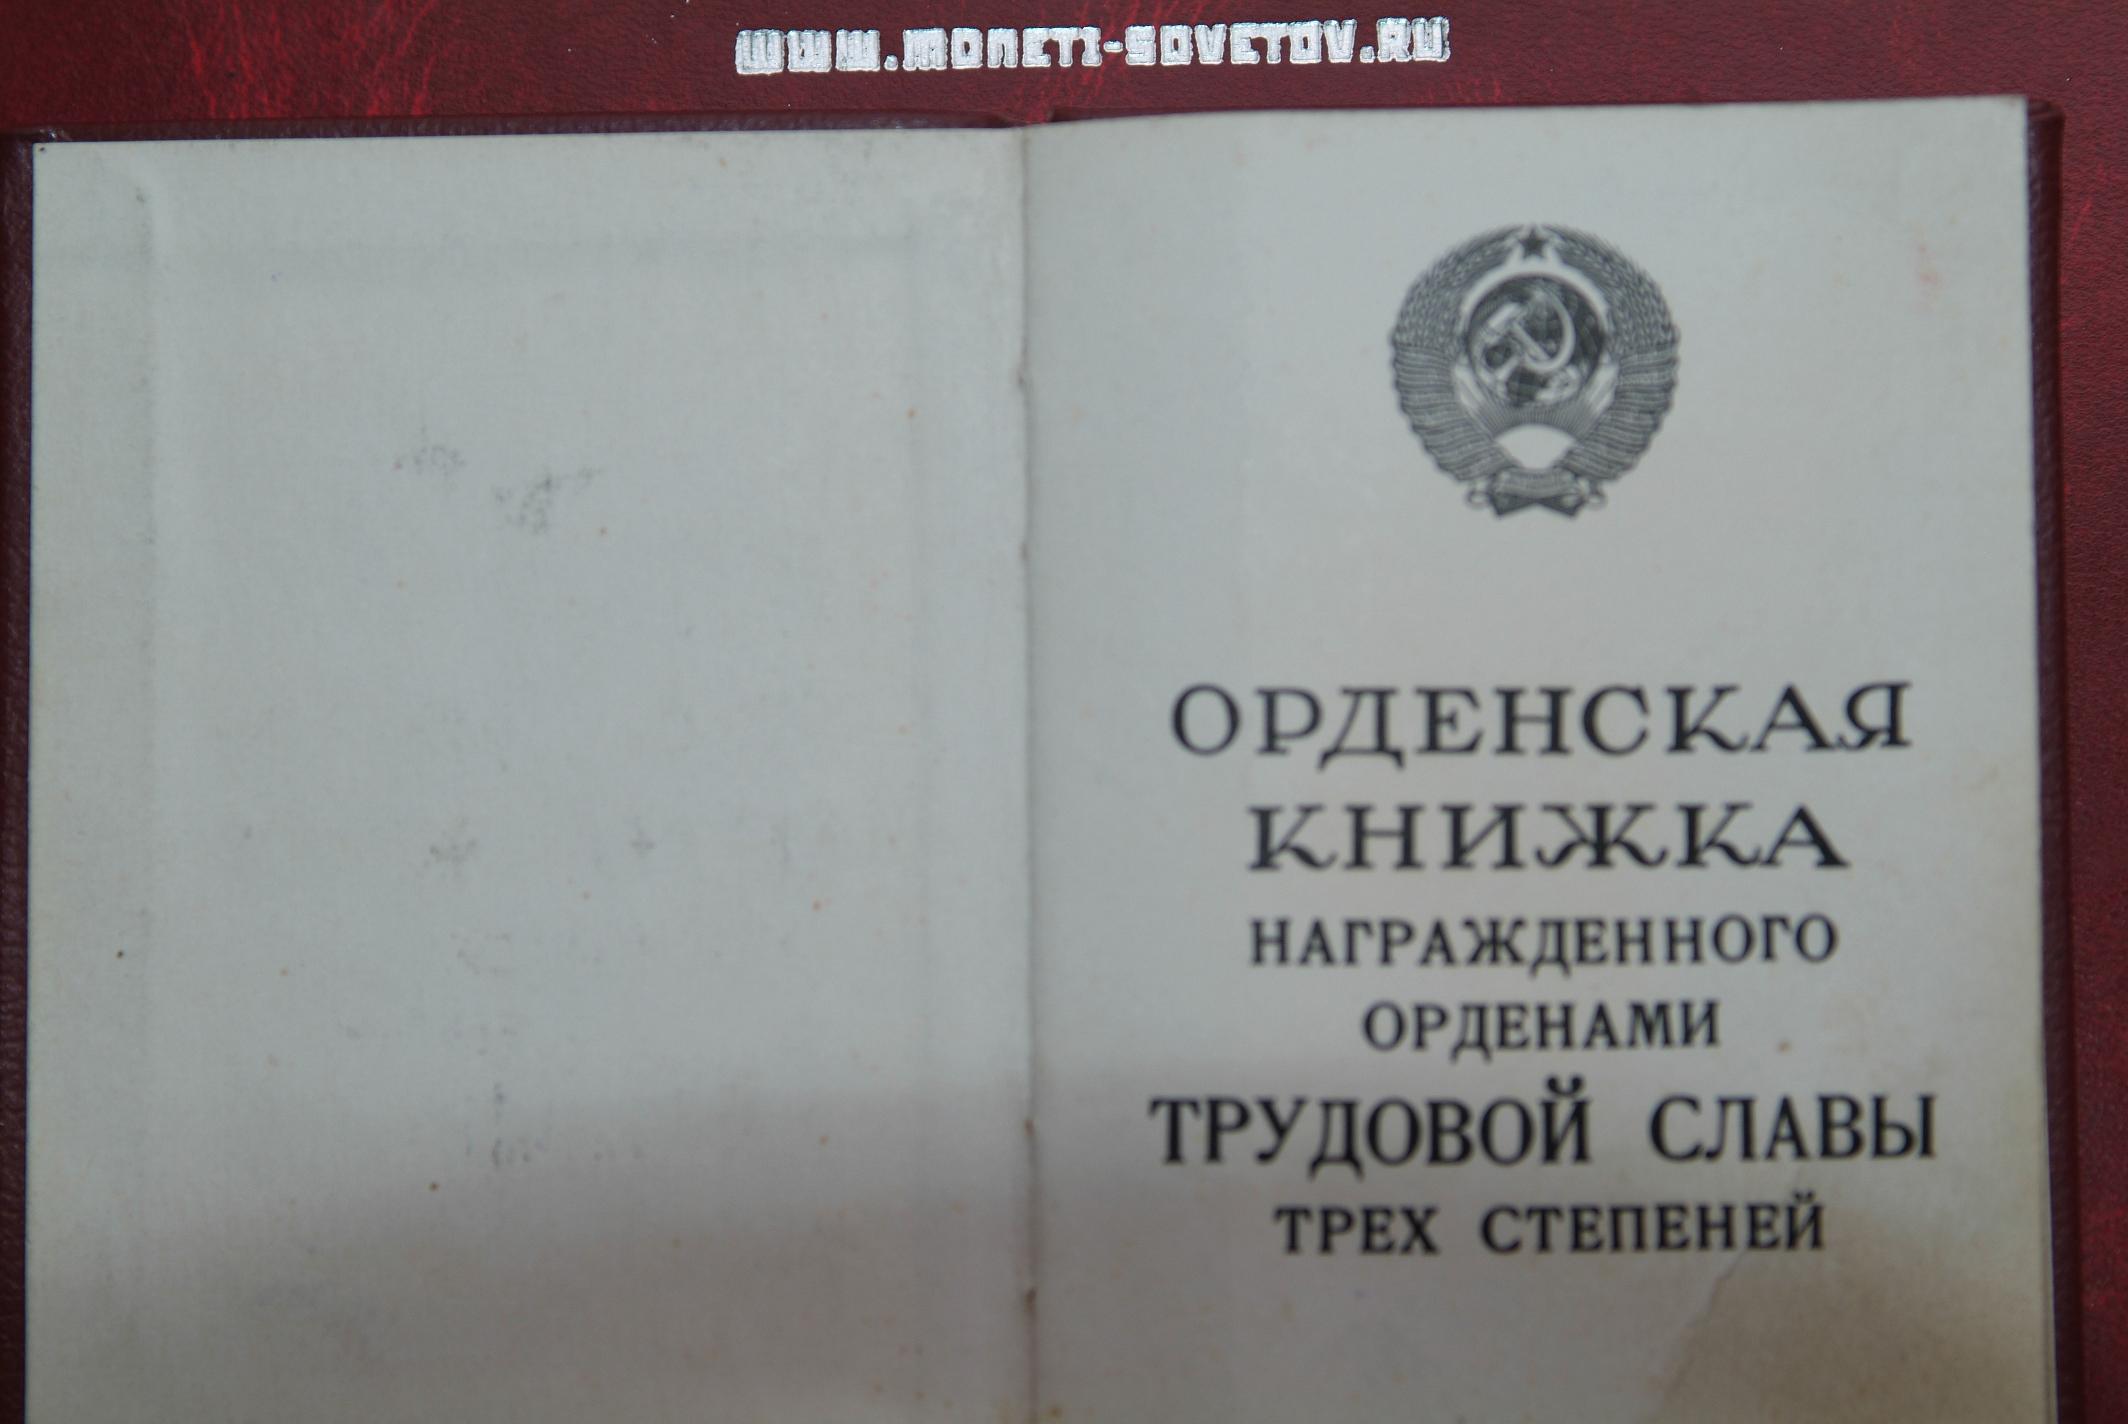 WWW.MONETI-SOVETOV.RU
ОРДЕНСКАЯ
КНИЖКА
НАГРАЖДЕННОГО
ОРДЕНАМИ
ТРУДОВОЙ СЛАВЫ
ТРЕХ СТЕПЕНЕЙ